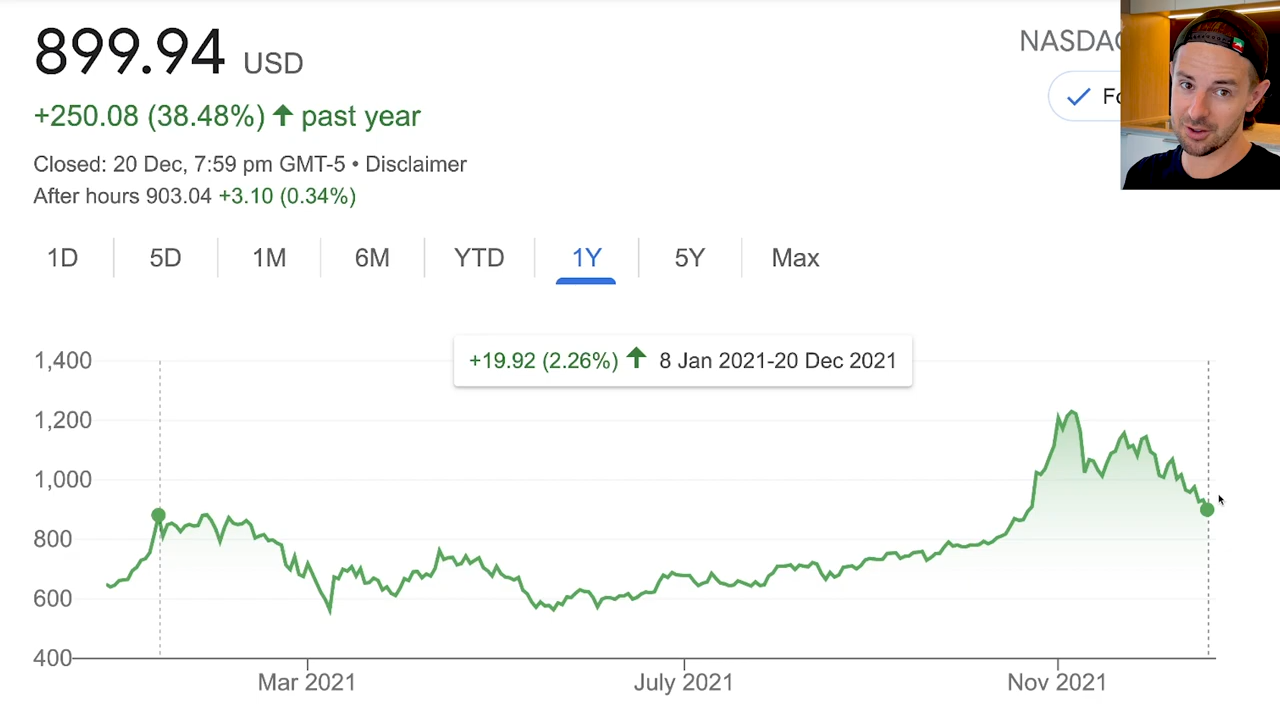 899.94 USD
+250.08 (38.48%) ↑ past year
Closed: 20 Dec, 7:59 pm GMT-5 • Disclaimer
After hours 903.04 +3.10 (0.34%)
1D 5D 1M 6M YTD 1Y 5Y Max
+19.92 (2.26%) ↑ 8 Jan 2021-20 Dec 2021
1,400
1,200
1,000
800
600
400
Mar 2021 July 2021 Nov 2021